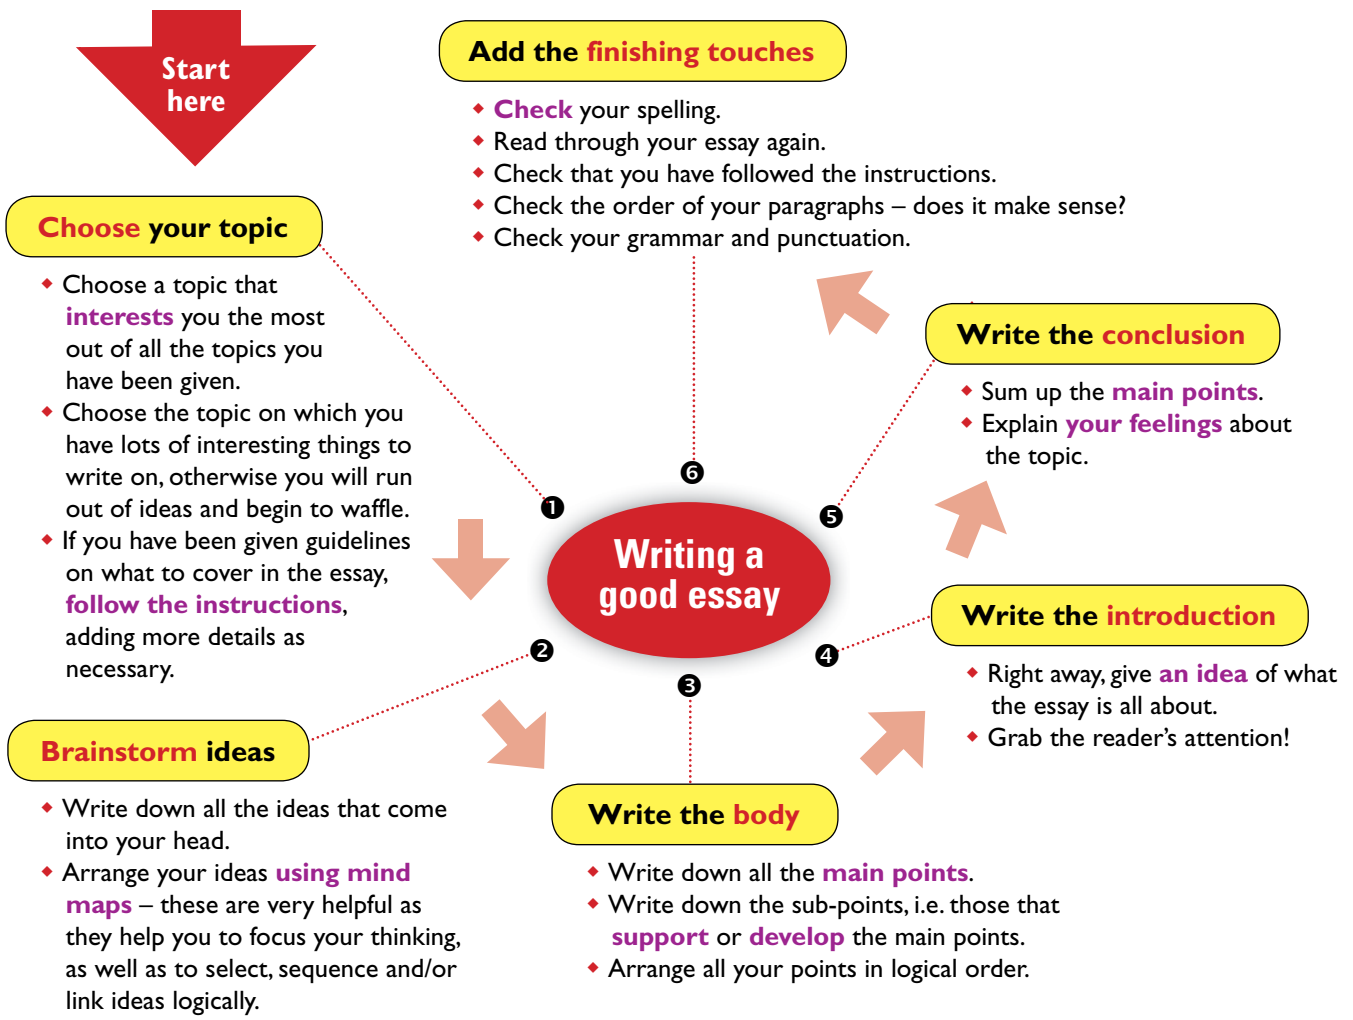 Start
here
Choose your topic
◆ Choose a topic that
interests you the most
out of all the topics you
have been given.
◆ Choose the topic on which you
have lots of interesting things to
write on, otherwise you will run
out of ideas and begin to waffle.
◆ If you have been given guidelines
on what to cover in the essay,
follow the instructions,
adding more details as
necessary.
Brainstorm ideas
◆ Write down all the ideas that come
into your head.
◆ Arrange your ideas using mind
maps – these are very helpful as
they help you to focus your thinking,
as well as to select, sequence and/or
link ideas logically.
Write the body
◆ Write down all the main points.
◆ Write down the sub-points, i.e. those that
support or develop the main points.
◆ Arrange all your points in logical order.
Write the introduction
◆ Right away, give an idea of what
the essay is all about.
◆ Grab the reader's attention!
Write the conclusion
◆ Sum up the main points.
◆ Explain your feelings about
the topic.
Add the finishing touches
◆ Check your spelling.
◆ Read through your essay again.
◆ Check that you have followed the instructions.
◆ Check the order of your paragraphs – does it make sense?
◆ Check your grammar and punctuation.
Writing a
good essay
❶
❷
❸
❹
❺
❻